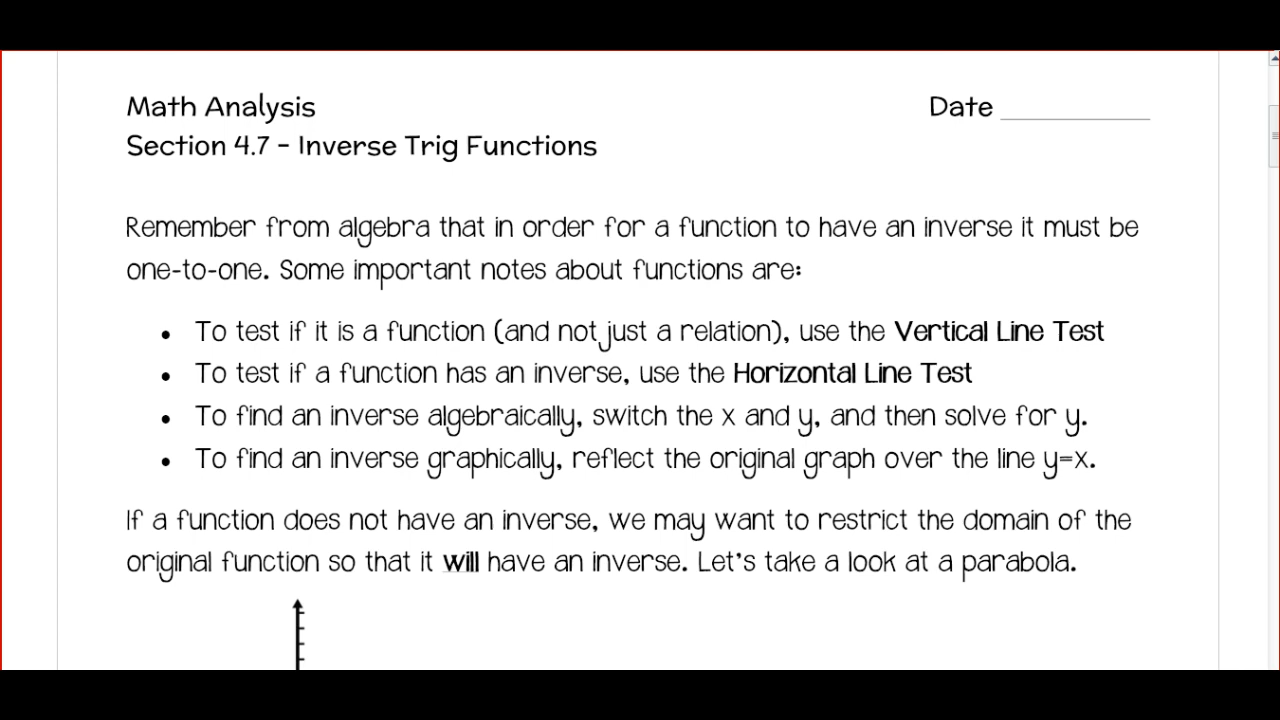 Math Analysis Date ___________
Section 4.7 – Inverse Trig Functions
Remember from algebra that in order for a function to have an inverse it must be
one-to-one. Some important notes about functions are:
• To test if it is a function (and not just a relation), use the Vertical Line Test
• To test if a function has an inverse, use the Horizontal Line Test
• To find an inverse algebraically, switch the x and y, and then solve for y.
• To find an inverse graphically, reflect the original graph over the line y=x.
If a function does not have an inverse, we may want to restrict the domain of the
original function so that it will have an inverse. Let's take a look at a parabola.